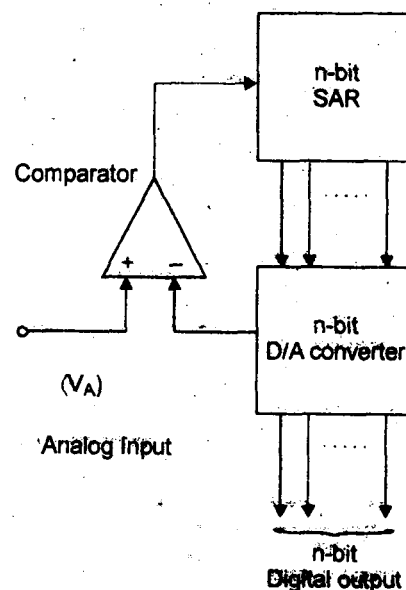 n-bit
SAR
Comparator
+ −
n-bit
D/A converter
(VA)
Analog Input
n-bit
Digital output